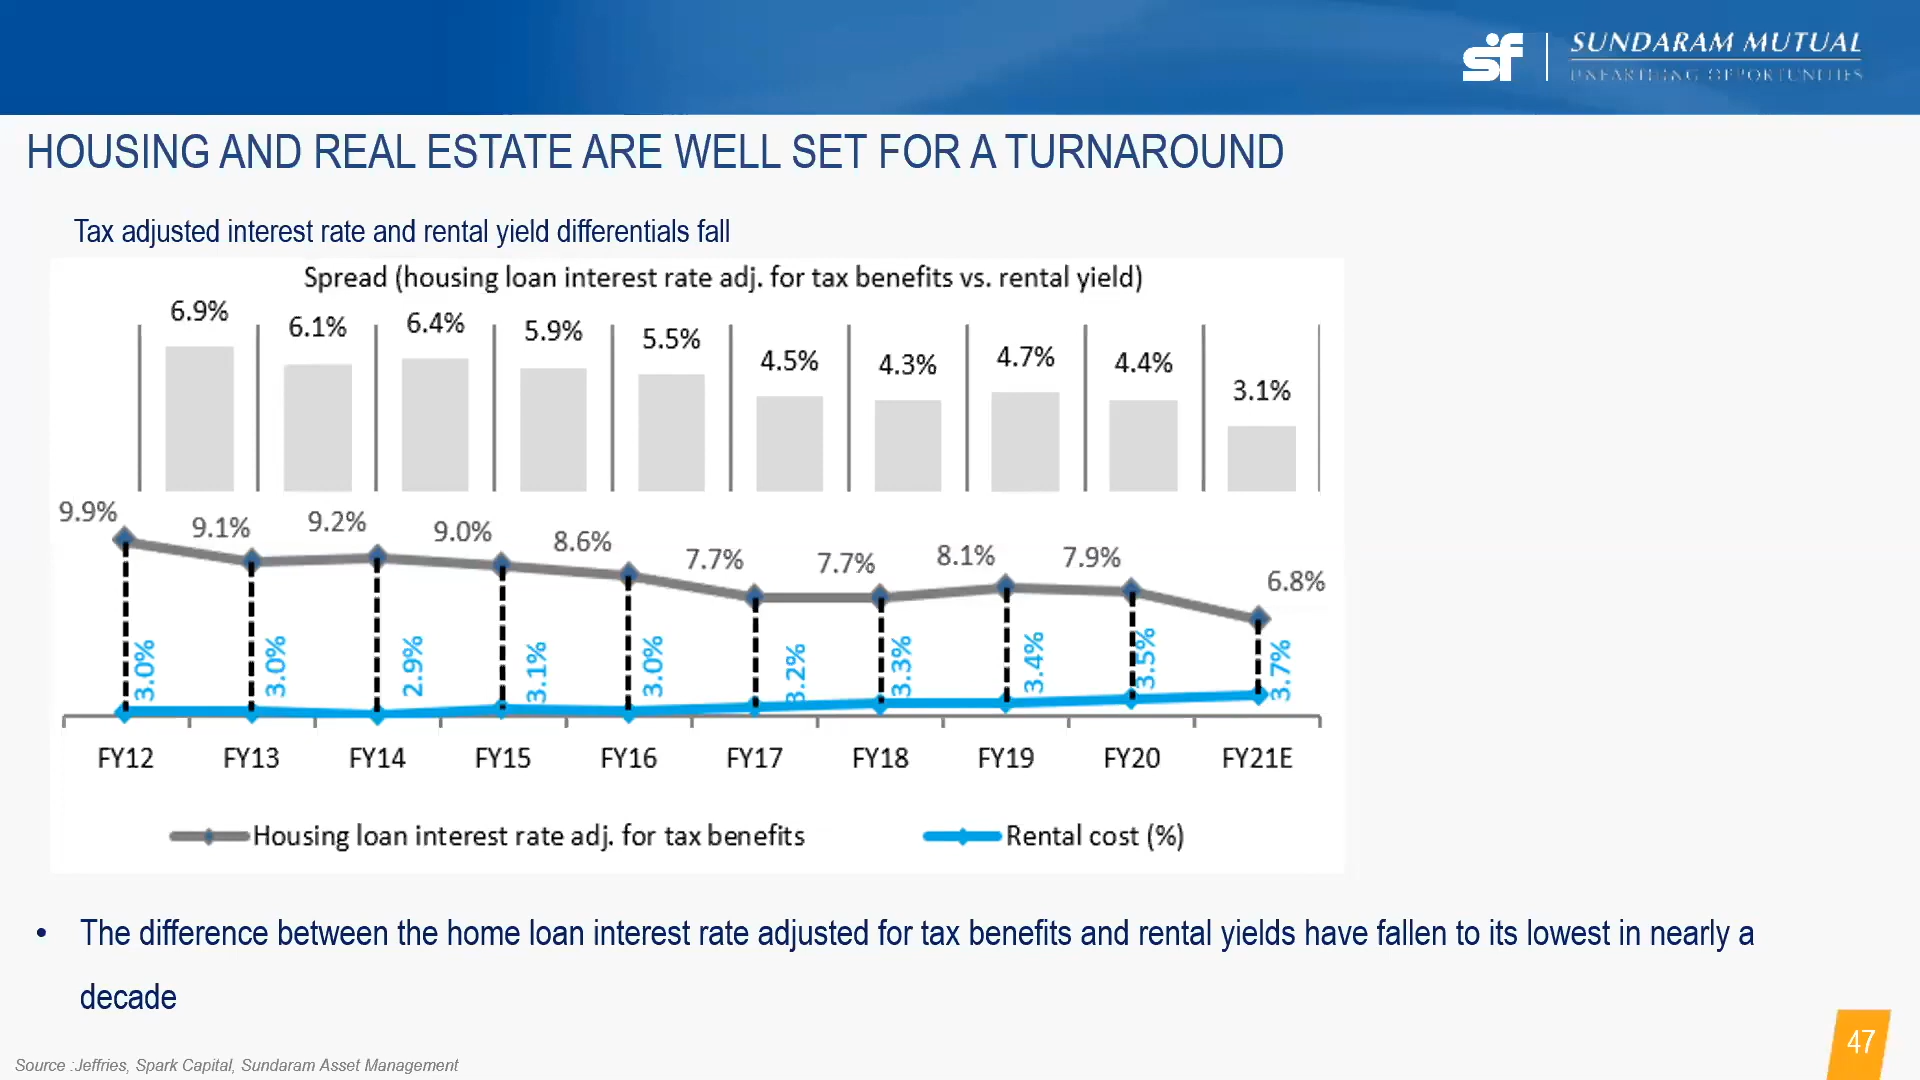 SUNDARAM MUTUAL
UNEARTHING OPPORTUNITIES
HOUSING AND REAL ESTATE ARE WELL SET FOR A TURNAROUND
Tax adjusted interest rate and rental yield differentials fall
Spread (housing loan interest rate adj. for tax benefits vs. rental yield)
6.9% 6.1% 6.4% 5.9% 5.5% 4.5% 4.3% 4.7% 4.4% 3.1%
9.9% 9.1% 9.2% 9.0% 8.6% 7.7% 7.7% 8.1% 7.9% 6.8%
3.0% 3.0% 2.9% 3.1% 3.0% 3.2% 3.3% 3.4% 3.5% 3.7%
FY12 FY13 FY14 FY15 FY16 FY17 FY18 FY19 FY20 FY21E
Housing loan interest rate adj. for tax benefits Rental cost (%)
• The difference between the home loan interest rate adjusted for tax benefits and rental yields have fallen to its lowest in nearly a
decade
47
Source :Jeffries, Spark Capital, Sundaram Asset Management